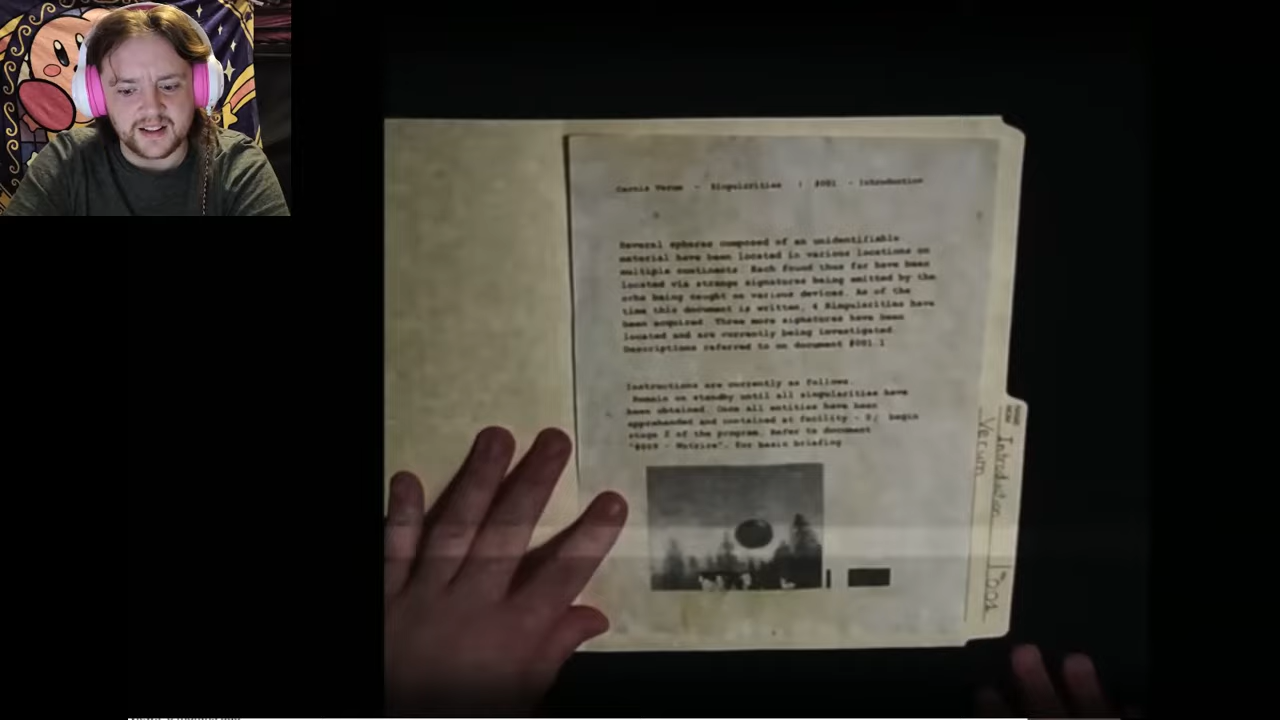 Carnis Verum - Singularities | #001 - Introduction
Several spheres composed of an unidentifiable
material have been located in various locations on
multiple continents. Each found thus far have been
located via strange signatures being emitted by the
orbs being caught on various devices. As of the
time this document is written, 4 Singularities have
been acquired. Three more signatures have been
located and are currently being investigated.
Descriptions referred to on document #001.1
Instructions are currently as follows.
Remain on standby until all singularities have
been obtained. Once all entities have been
apprehended and contained at facility - 2; begin
stage 2 of the program. Refer to document
for basic briefing
Introduction
Verum
001